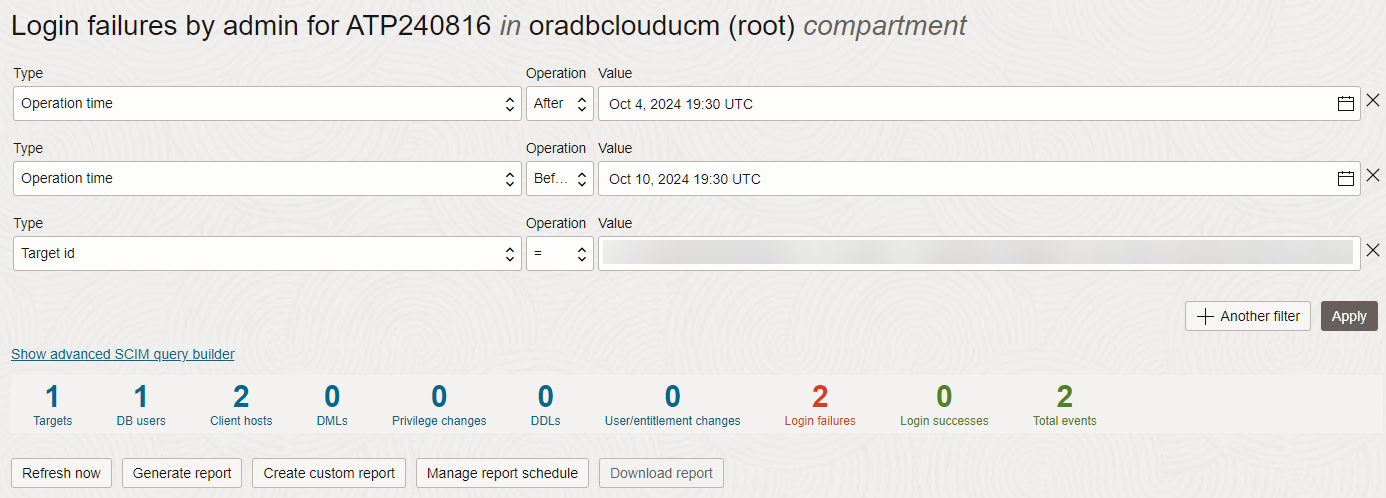 Login failures by admin for ATP240816 in oradbclouducm (root) compartment
Type Operation Value
Operation time After Oct 4, 2024 19:30 UTC
Type Operation Value
Operation time Bef... Oct 10, 2024 19:30 UTC
Type Operation Value
Target id =
Another filter Apply
Show advanced SCIM query builder
1 1 2 0 0 0 0 2 0 2
Targets DB users Client hosts DMLs Privilege changes DDLs User/entitlement changes Login failures Login successes Total events
Refresh now Generate report Create custom report Manage report schedule Download report